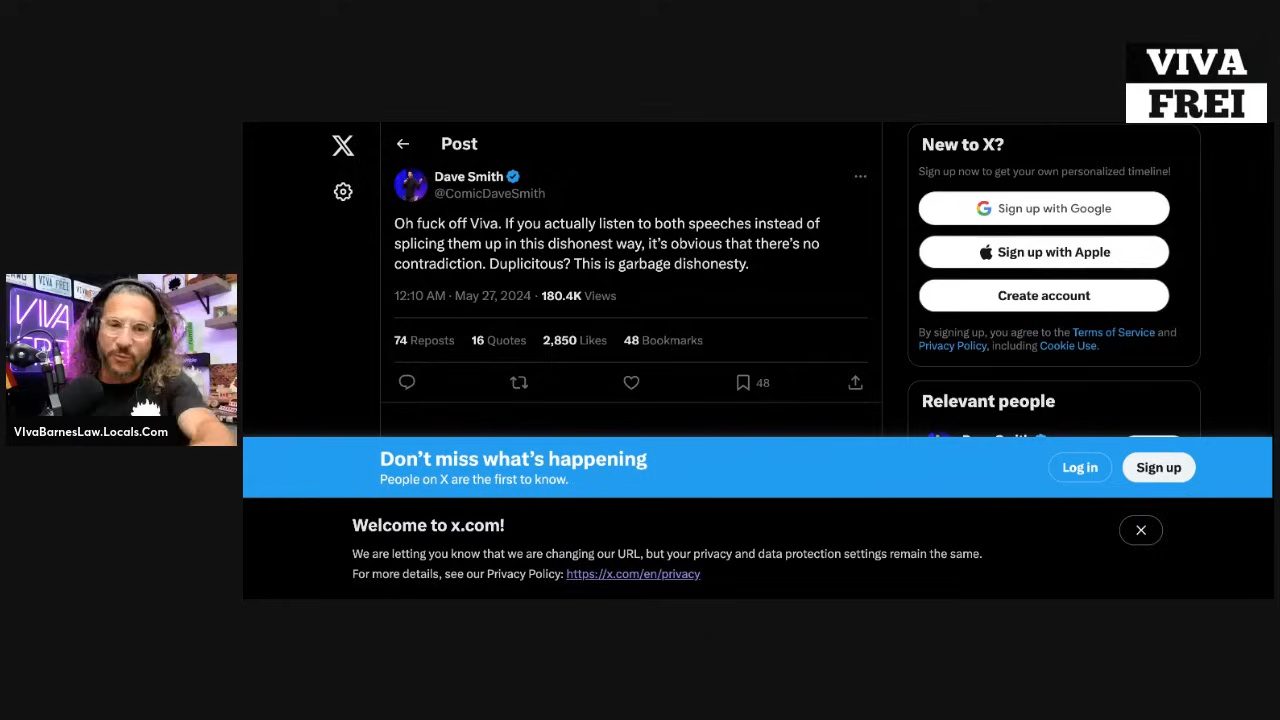 VIVA
FREI
Post
Dave Smith
@ComicDaveSmith
Oh fuck off Viva. If you actually listen to both speeches instead of
splicing them up in this dishonest way, it's obvious that there's no
contradiction. Duplicitous? This is garbage dishonesty.
12:10 AM · May 27, 2024 · 180.4K Views
74 Reposts 16 Quotes 2,850 Likes 48 Bookmarks
48
New to X?
Sign up now to get your own personalized timeline!
Sign up with Google
Sign up with Apple
Create account
By signing up, you agree to the Terms of Service and
Privacy Policy, including Cookie Use.
Relevant people
VIVA FREI
VIVA
VIvaBarnesLaw.Locals.Com
Don't miss what's happening
People on X are the first to know.
Log in
Sign up
Welcome to x.com!
We are letting you know that we are changing our URL, but your privacy and data protection settings remain the same.
For more details, see our Privacy Policy: https://x.com/en/privacy